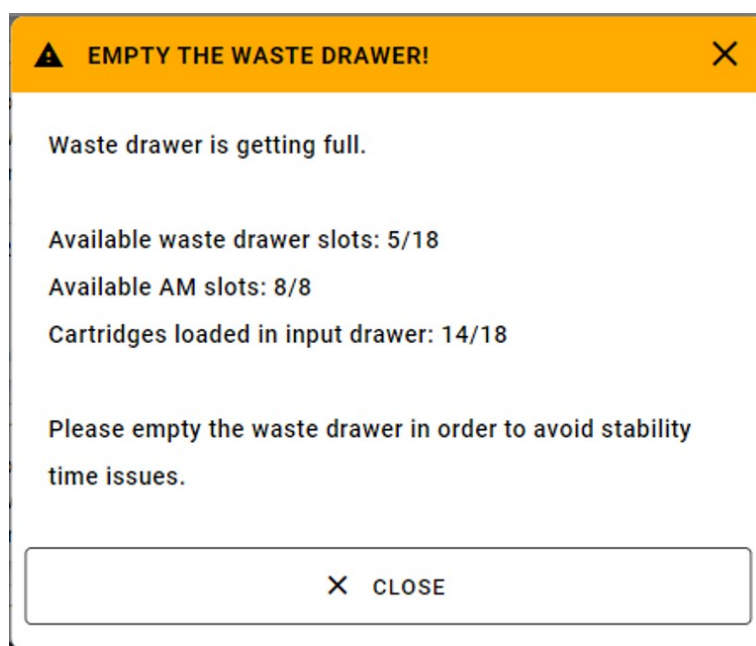 EMPTY THE WASTE DRAWER!
Waste drawer is getting full.
Available waste drawer slots: 5/18
Available AM slots: 8/8
Cartridges loaded in input drawer: 14/18
Please empty the waste drawer in order to avoid stability
time issues.
CLOSE